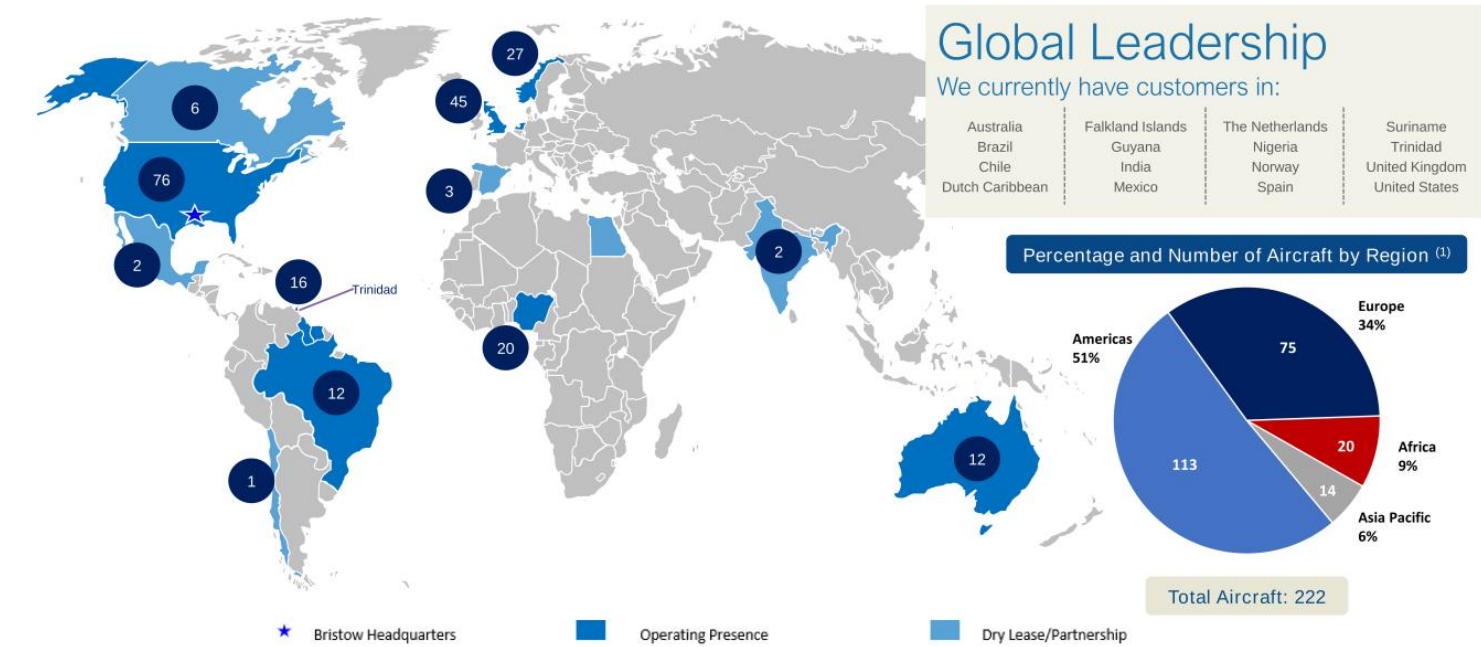 Global Leadership
We currently have customers in:
Australia
Brazil
Chile
Dutch Caribbean
Falkland Islands
Guyana
India
Mexico
The Netherlands
Nigeria
Norway
Spain
Suriname
Trinidad
United Kingdom
United States
27
45
6
76
3
2
2
16
Trinidad
20
12
1
12
Percentage and Number of Aircraft by Region (1)
Europe
34%
75
Americas
51%
113
20
Africa
9%
14
Asia Pacific
6%
Total Aircraft: 222
Bristow Headquarters
Operating Presence
Dry Lease/Partnership